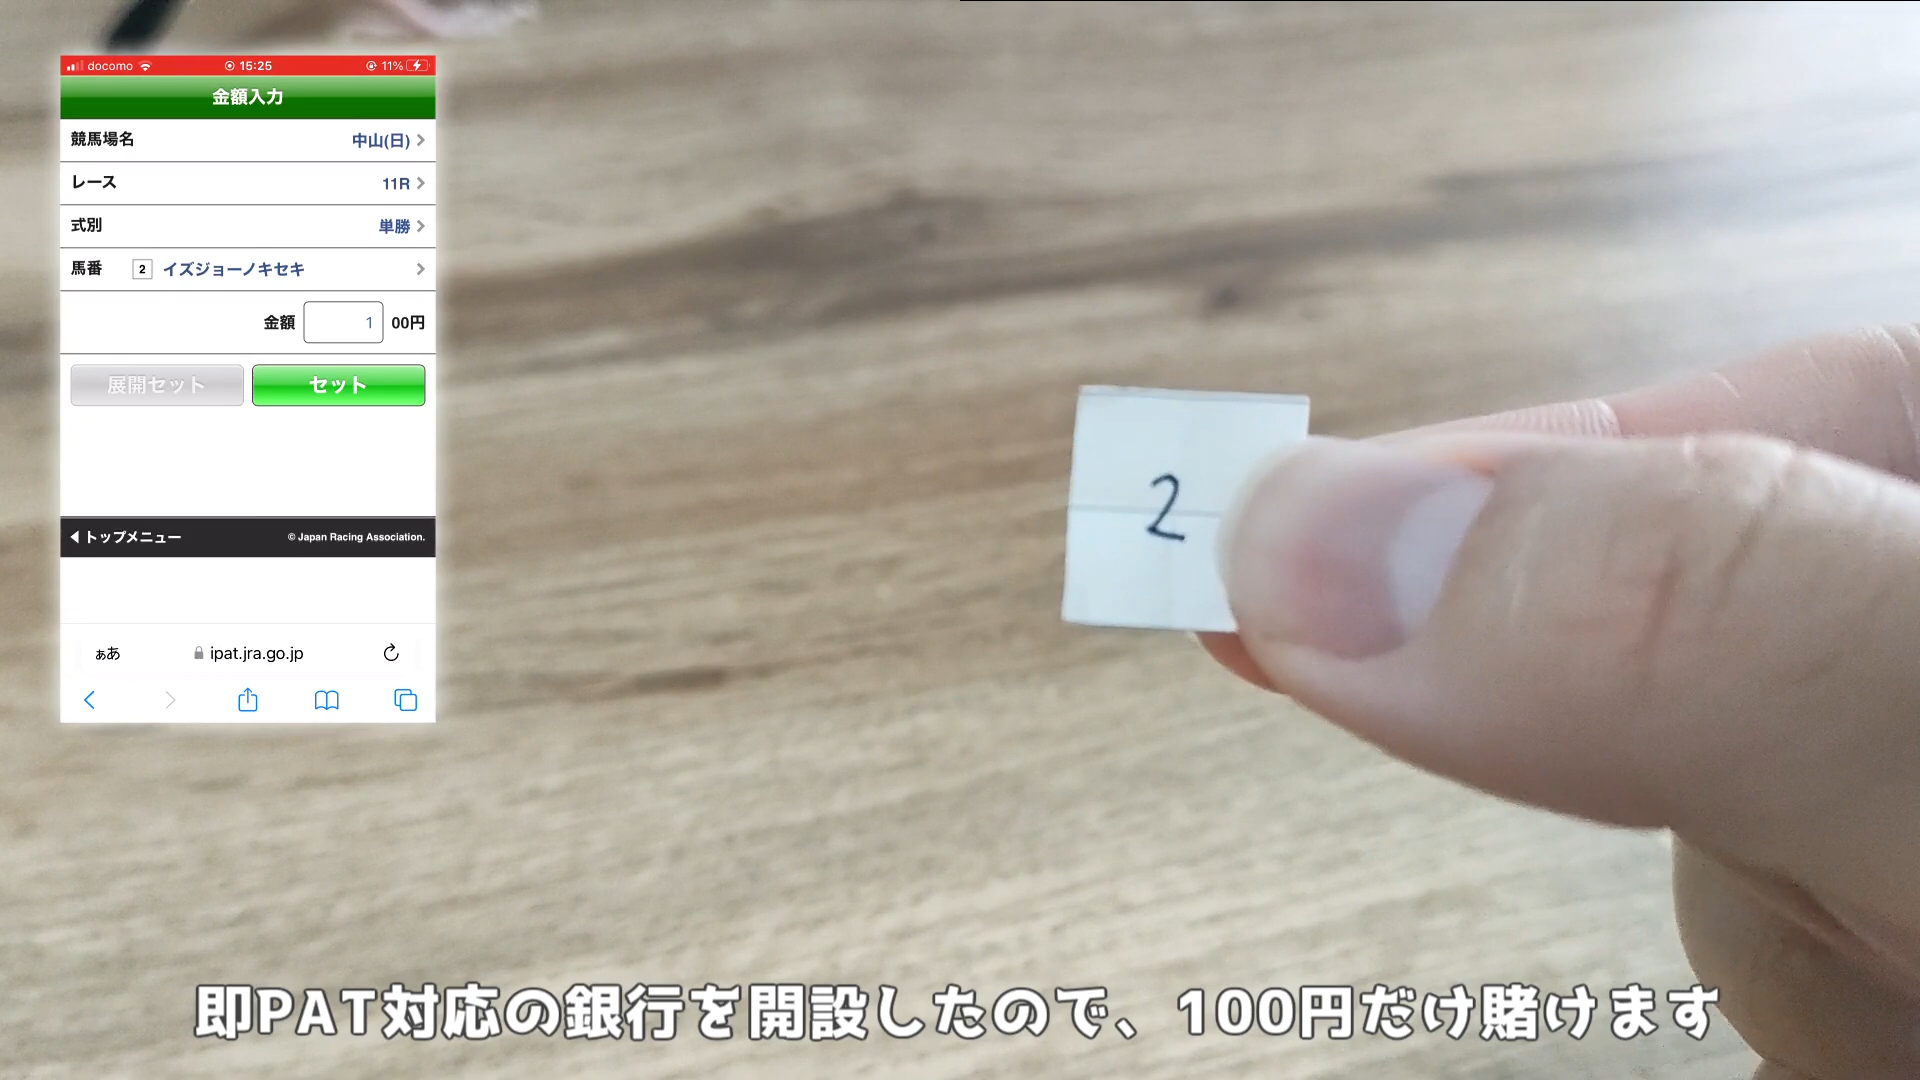 docomo 15:25 11%
金額入力
競馬場名 中山(日)
レース 11R
式別 単勝
馬番 2 イズジョーノキセキ
金額 1 00円
展開セット セット
トップメニュー © Japan Racing Association.
ぁあ ipat.jra.go.jp
2
即PAT対応の銀行を開設したので、100円だけ賭けます